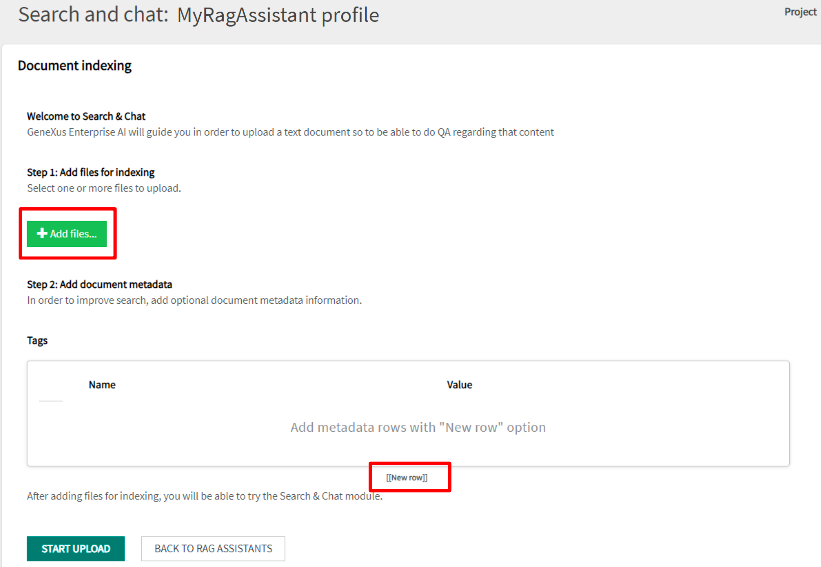 Search and chat: MyRagAssistant profile
Project
Document indexing
Welcome to Search & Chat
GeneXus Enterprise AI will guide you in order to upload a text document so to be able to do QA regarding that content
Step 1: Add files for indexing
Select one or more files to upload.
+ Add files...
Step 2: Add document metadata
In order to improve search, add optional document metadata information.
Tags
Name Value
Add metadata rows with "New row" option
[[New row]]
After adding files for indexing, you will be able to try the Search & Chat module.
START UPLOAD BACK TO RAG ASSISTANTS